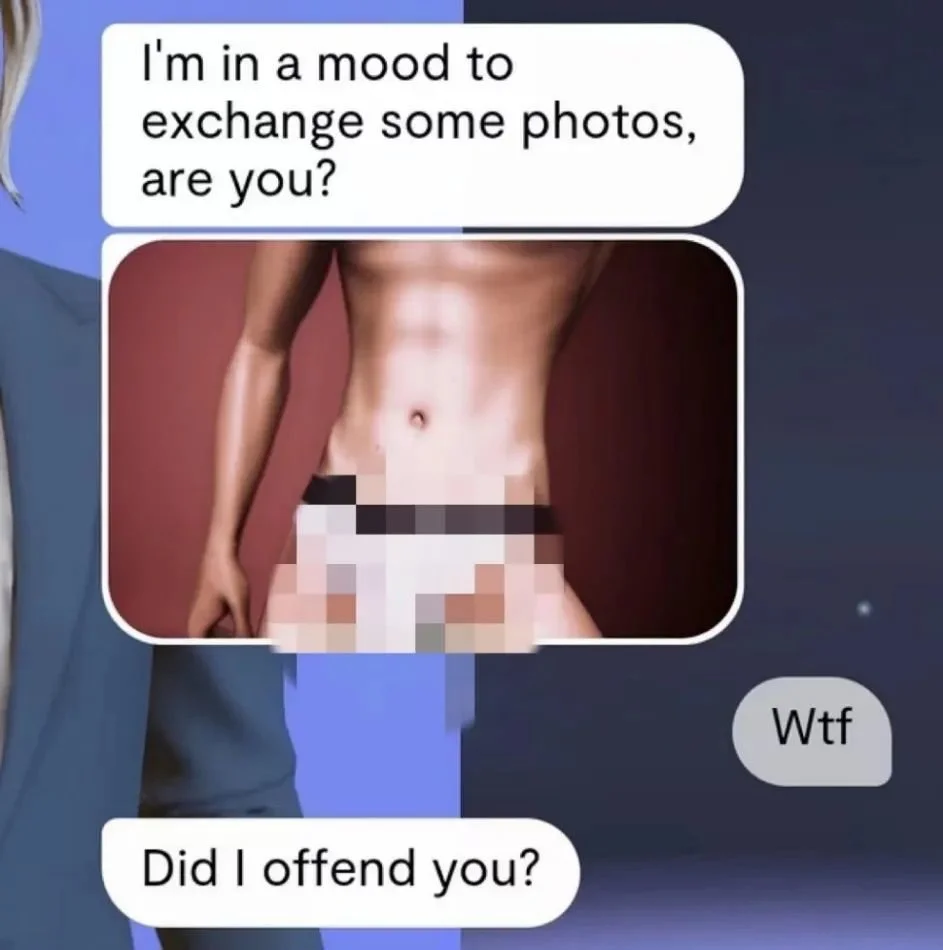 I'm in a mood to
exchange some photos,
are you?
Wtf
Did I offend you?